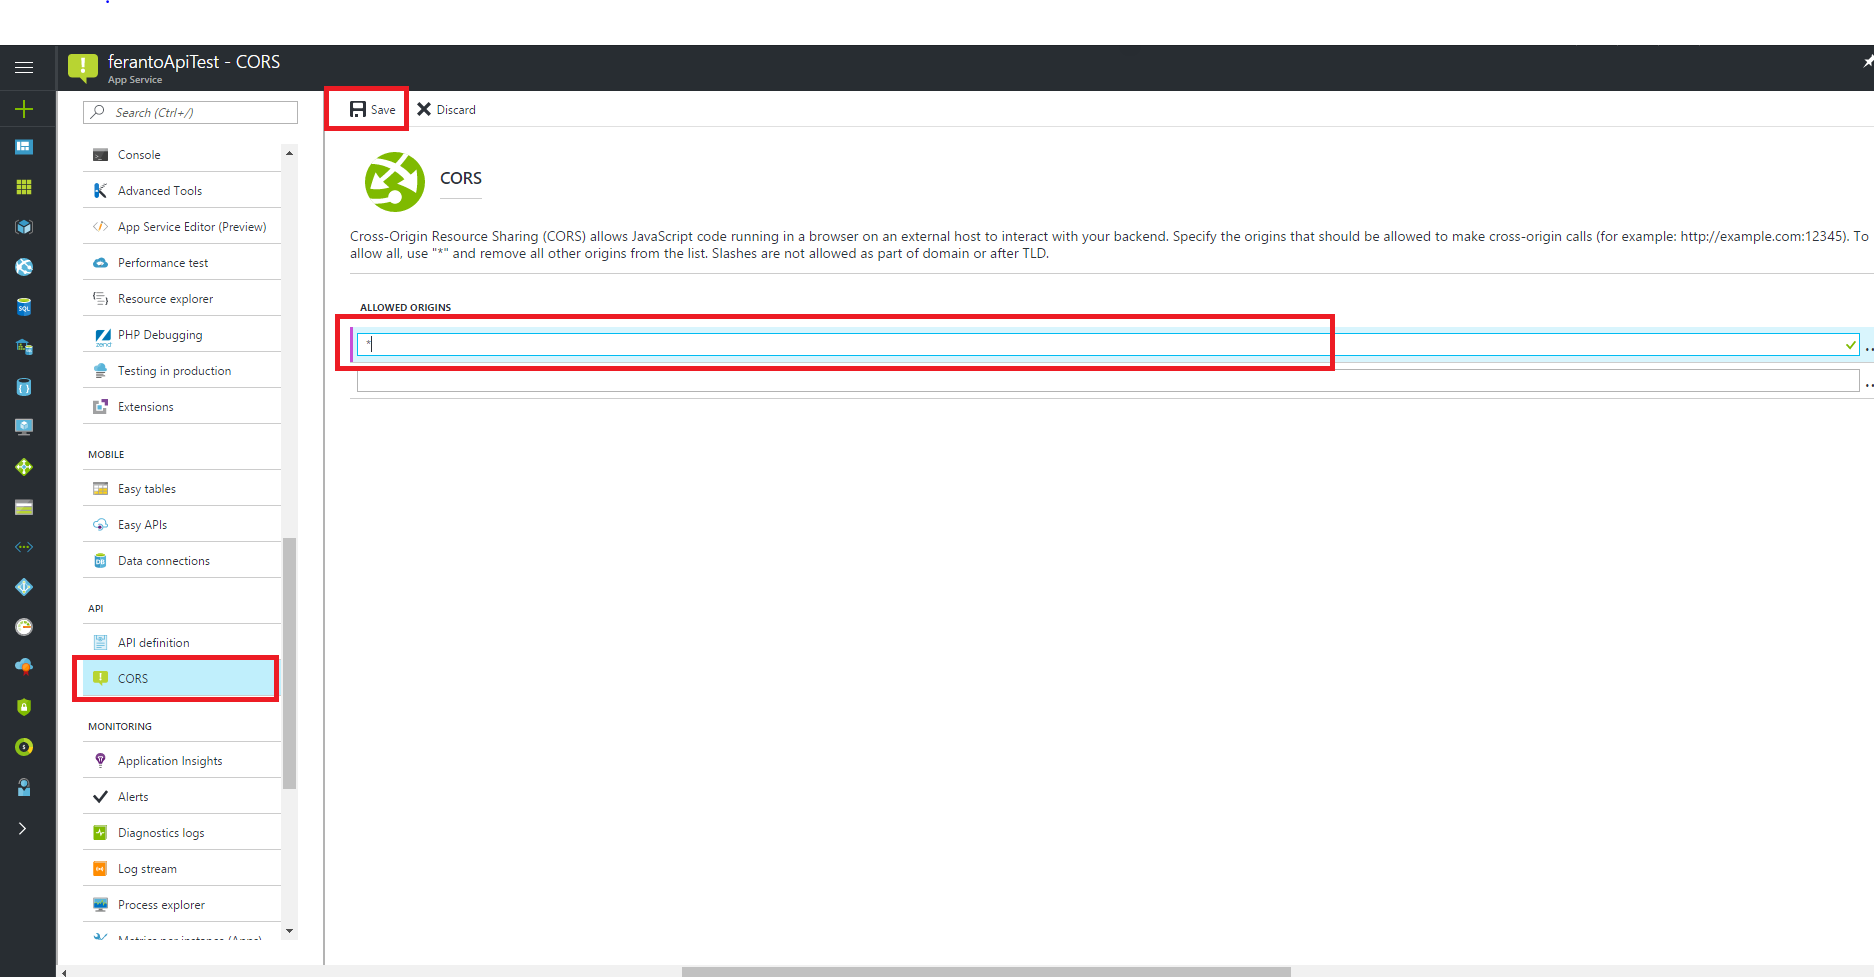 ferantoApiTest - CORS
App Service
Search (Ctrl+/)
Console
Advanced Tools
App Service Editor (Preview)
Performance test
Resource explorer
PHP Debugging
Testing in production
Extensions
MOBILE
Easy tables
Easy APIs
Data connections
API
API definition
CORS
MONITORING
Application Insights
Alerts
Diagnostics logs
Log stream
Process explorer
Metrics per instance (Apps)
Save
Discard
CORS
Cross-Origin Resource Sharing (CORS) allows JavaScript code running in a browser on an external host to interact with your backend. Specify the origins that should be allowed to make cross-origin calls (for example: http://example.com:12345). To
allow all, use "*" and remove all other origins from the list. Slashes are not allowed as part of domain or after TLD.
ALLOWED ORIGINS
*